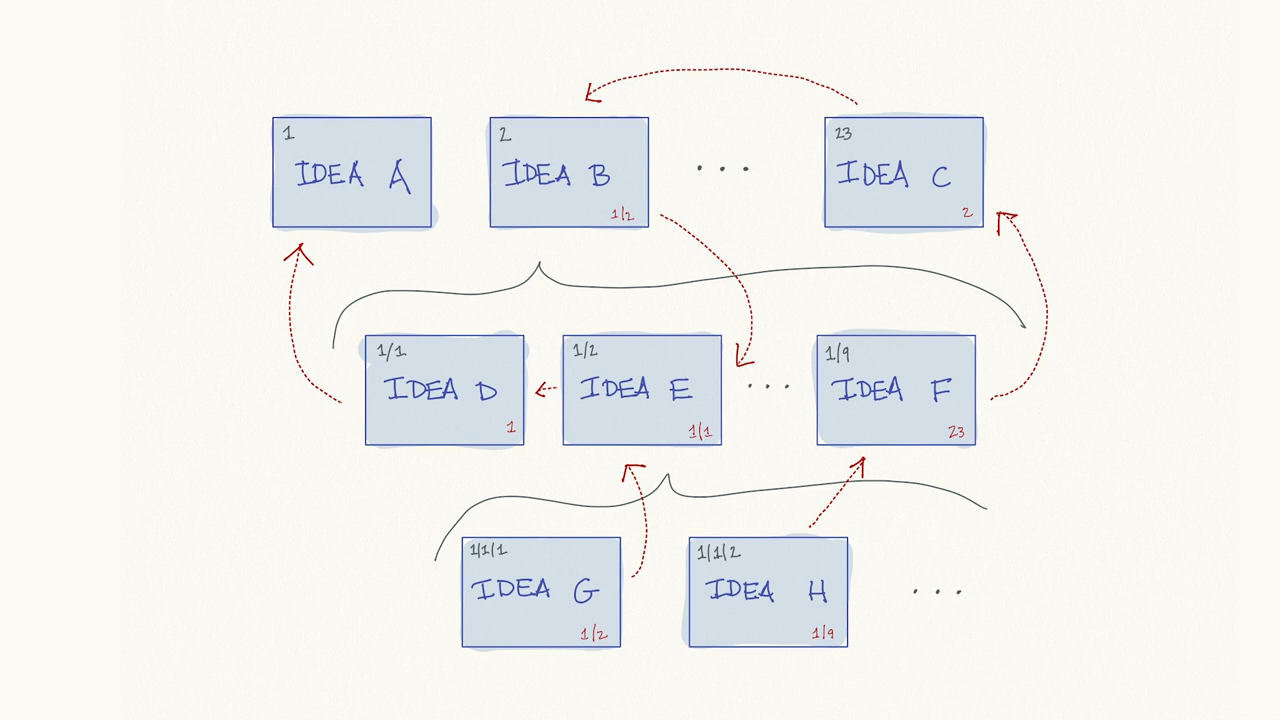 1
IDEA A
2
IDEA B
1/2
. . .
23
IDEA C
2
1/1
IDEA D
1
1/2
IDEA E
1/1
. . .
1/9
IDEA F
23
1/1/1
IDEA G
1/2
1/1/2
IDEA H
1/9
. . .